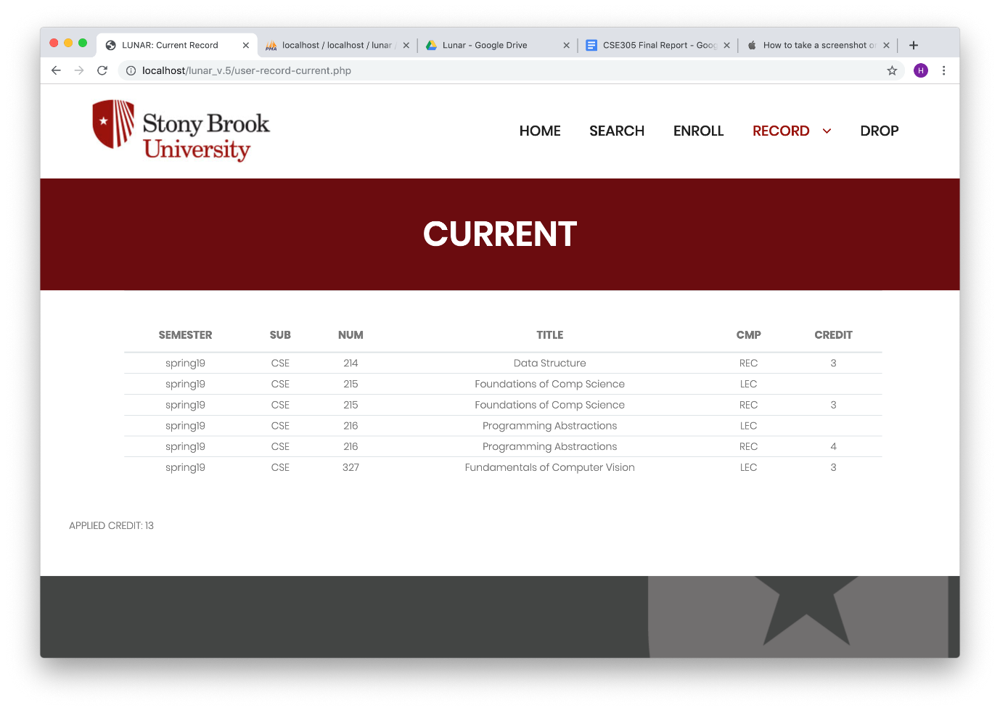 LUNAR: Current Record
localhost / localhost / lunar /
Lunar - Google Drive
CSE305 Final Report - Goog
How to take a screenshot o
localhost/lunar_v.5/user-record-current.php
H
Stony Brook
University
HOME SEARCH ENROLL RECORD DROP
CURRENT
SEMESTER SUB NUM TITLE CMP CREDIT
spring19 CSE 214 Data Structure REC 3
spring19 CSE 215 Foundations of Comp Science LEC
spring19 CSE 215 Foundations of Comp Science REC 3
spring19 CSE 216 Programming Abstractions LEC
spring19 CSE 216 Programming Abstractions REC 4
spring19 CSE 327 Fundamentals of Computer Vision LEC 3
APPLIED CREDIT: 13